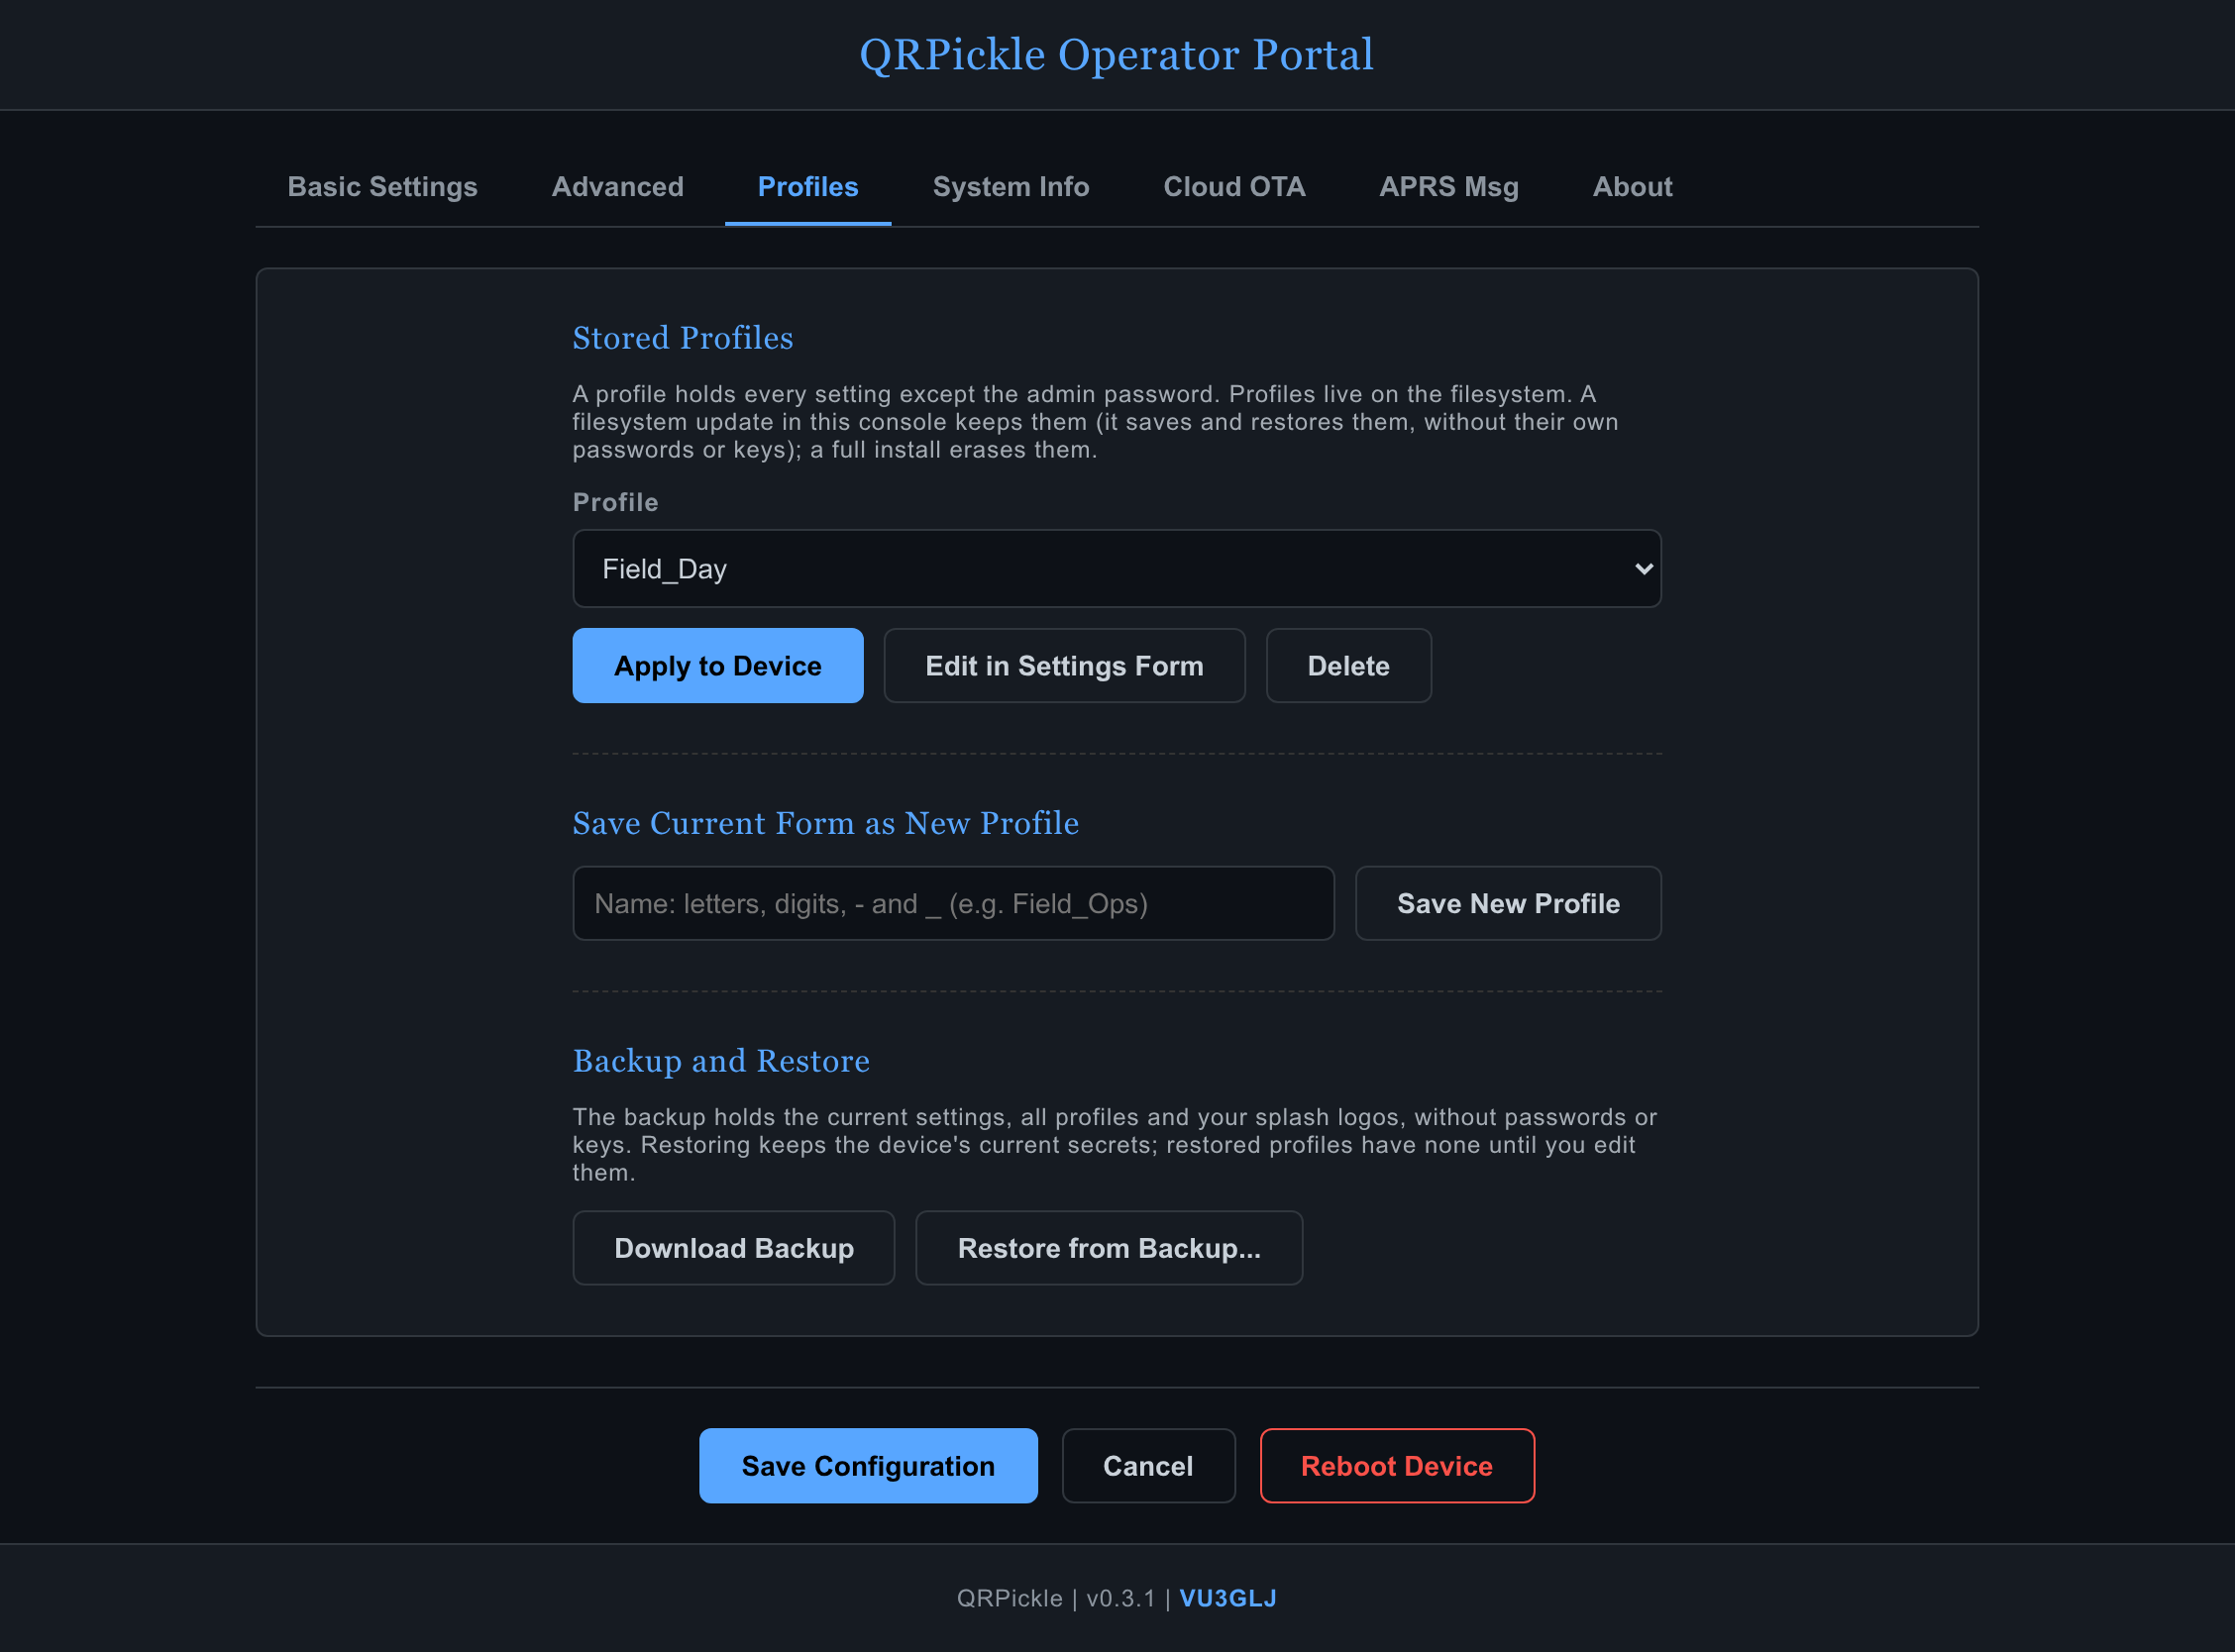 QRPickle Operator Portal
Basic Settings Advanced Profiles System Info Cloud OTA APRS Msg About
Stored Profiles
A profile holds every setting except the admin password. Profiles live on the filesystem. A
filesystem update in this console keeps them (it saves and restores them, without their own
passwords or keys); a full install erases them.
Profile
Field_Day
Apply to Device Edit in Settings Form Delete
Save Current Form as New Profile
Name: letters, digits, - and _ (e.g. Field_Ops) Save New Profile
Backup and Restore
The backup holds the current settings, all profiles and your splash logos, without passwords or
keys. Restoring keeps the device's current secrets; restored profiles have none until you edit
them.
Download Backup Restore from Backup...
Save Configuration Cancel Reboot Device
QRPickle | v0.3.1 | VU3GLJ